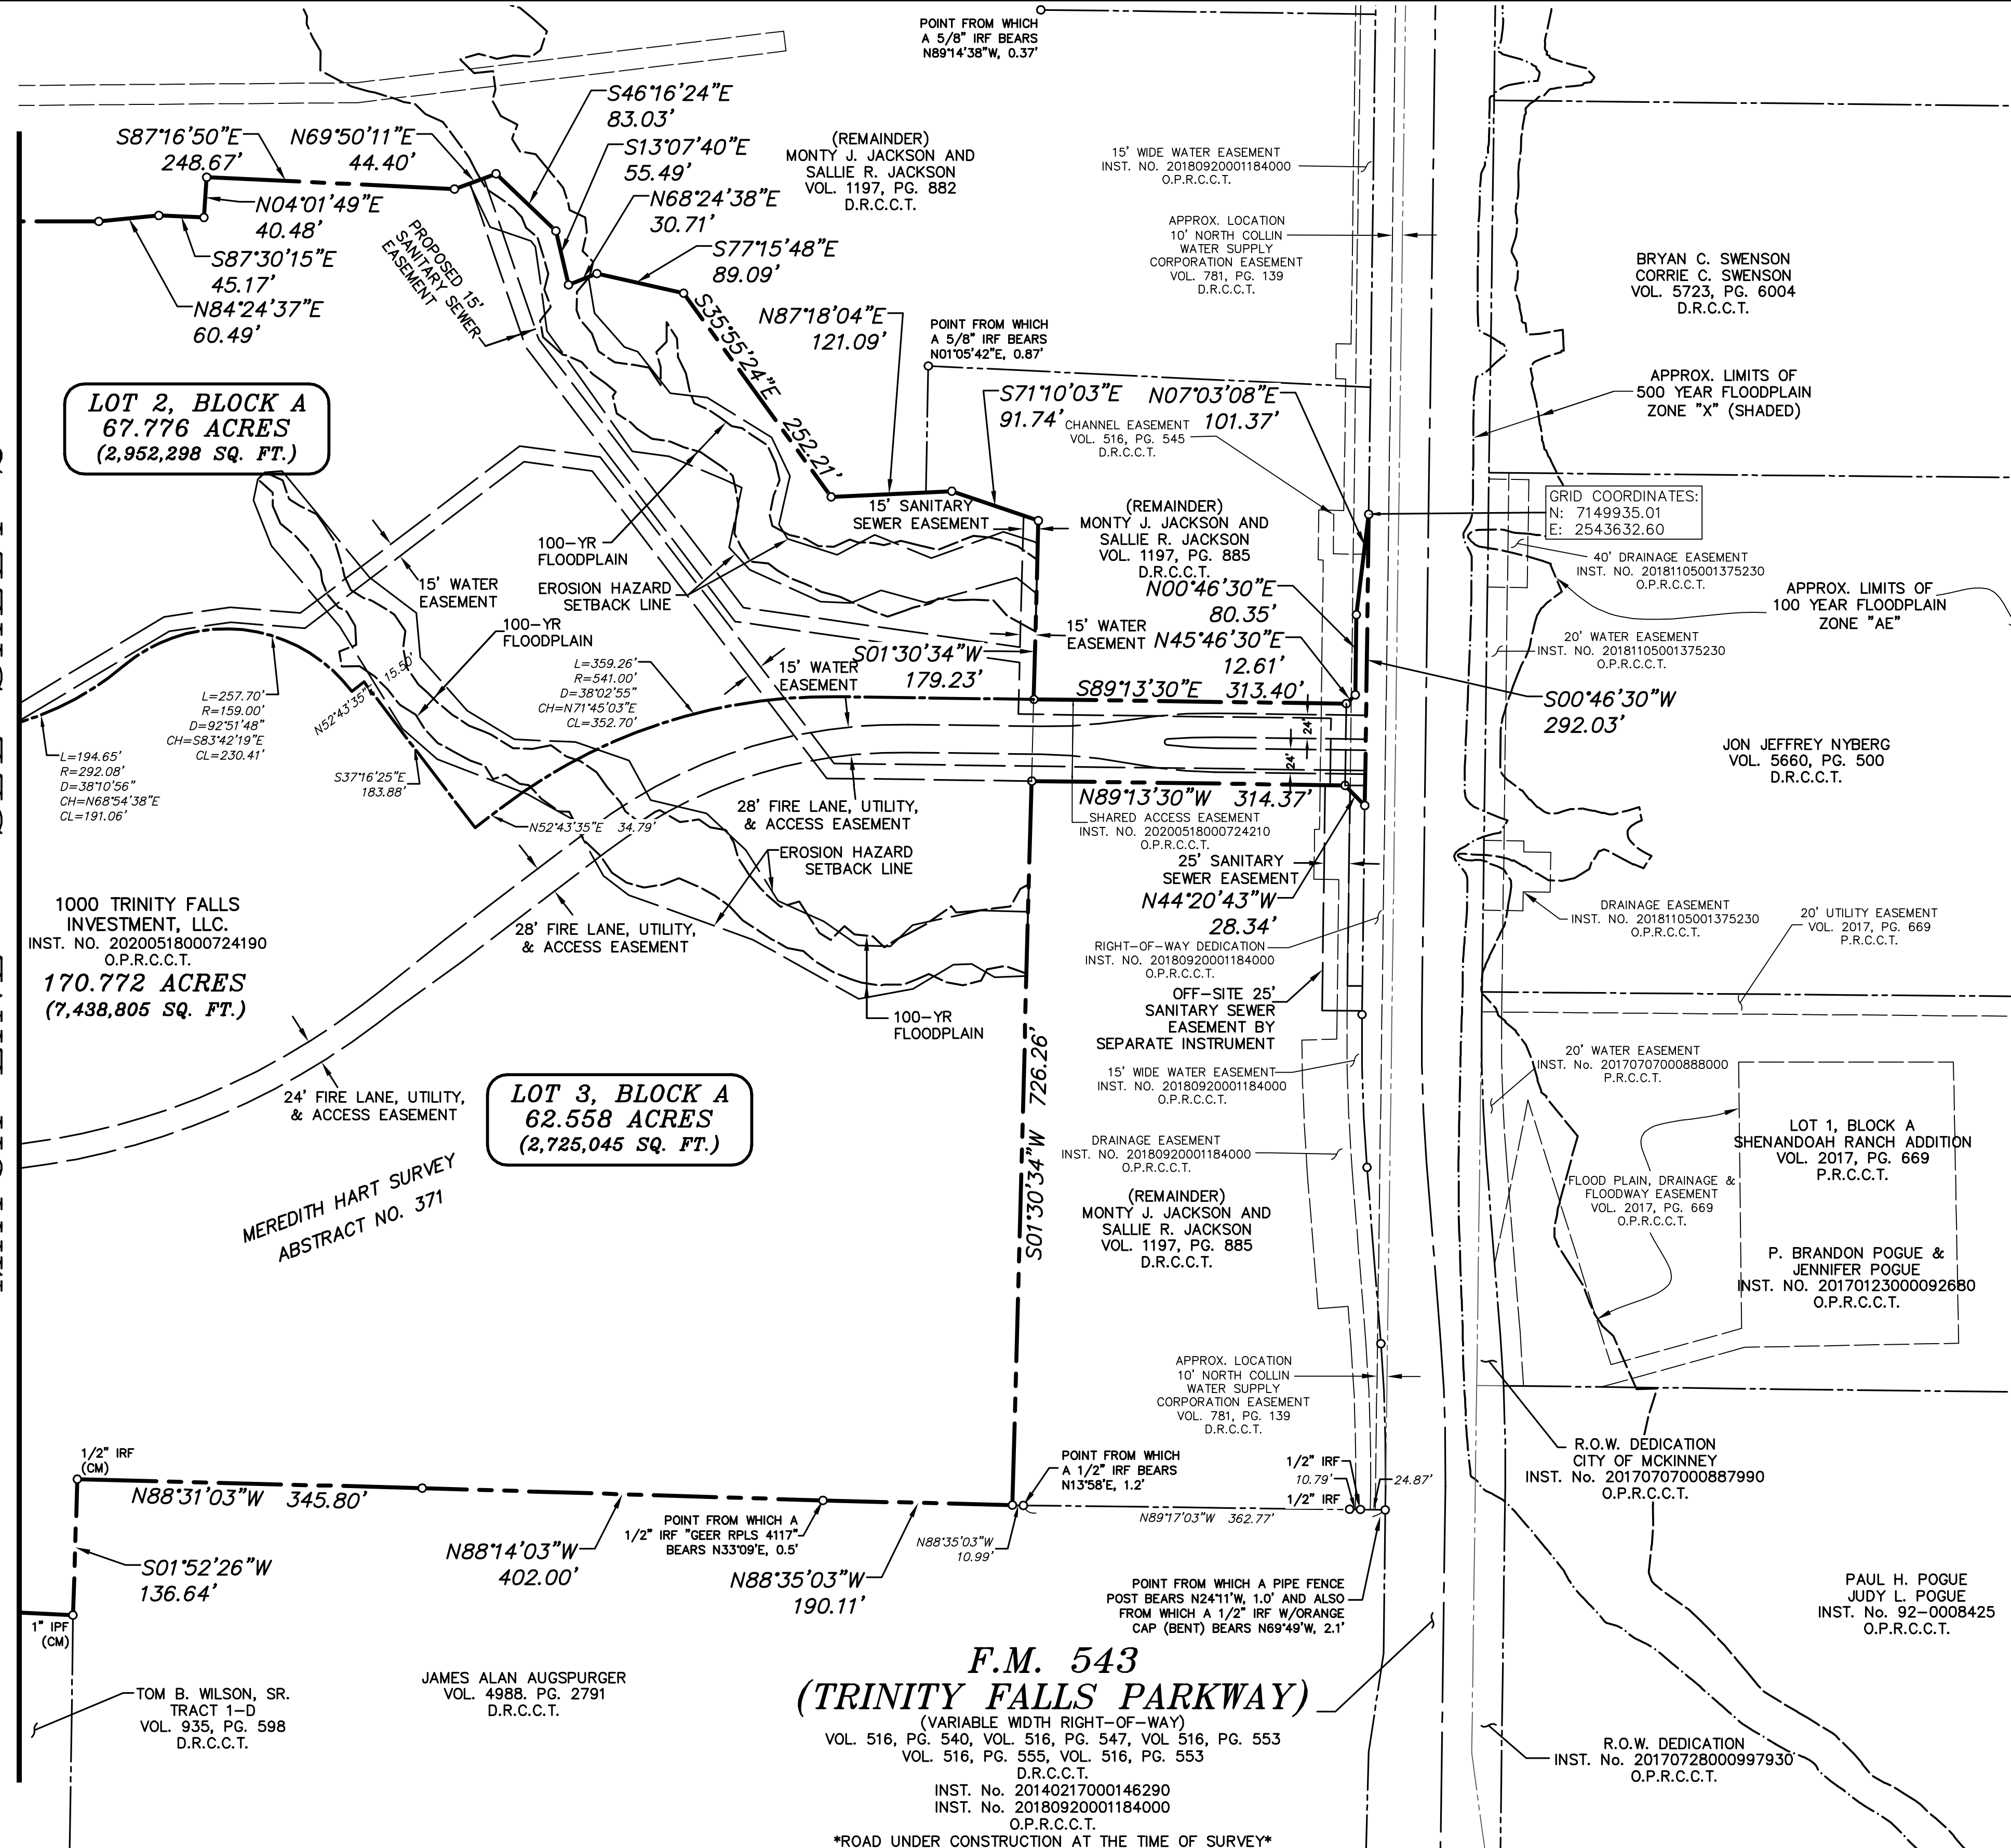 POINT FROM WHICH
A 5/8" IRF BEARS
N89°14'38"W, 0.37'
S46°16'24"E
83.03'
S87°16'50"E
248.67'
N69°50'11"E
44.40'
S13°07'40"E
55.49'
(REMAINDER)
MONTY J. JACKSON AND
SALLIE R. JACKSON
VOL. 1197, PG. 882
D.R.C.C.T.
15' WIDE WATER EASEMENT
INST. NO. 20180920001184000
O.P.R.C.C.T.
N04°01'49"E
40.48'
N68°24'38"E
30.71'
S87°30'15"E
45.17'
N84°24'37"E
60.49'
PROPOSED 15'
SANITARY SEWER
EASEMENT
S77°15'48"E
89.09'
APPROX. LOCATION
10' NORTH COLLIN
WATER SUPPLY
CORPORATION EASEMENT
VOL. 781, PG. 139
D.R.C.C.T.
BRYAN C. SWENSON
CORRIE C. SWENSON
VOL. 5723, PG. 6004
D.R.C.C.T.
S35°55'24"E 252.21'
N87°18'04"E
121.09'
POINT FROM WHICH
A 5/8" IRF BEARS
N01°05'42"E, 0.87'
LOT 2, BLOCK A
67.776 ACRES
(2,952,298 SQ. FT.)
S71°10'03"E
91.74'
N07°03'08"E
101.37'
CHANNEL EASEMENT
VOL. 516, PG. 545
D.R.C.C.T.
APPROX. LIMITS OF
500 YEAR FLOODPLAIN
ZONE "X" (SHADED)
15' SANITARY
SEWER EASEMENT
(REMAINDER)
MONTY J. JACKSON AND
SALLIE R. JACKSON
VOL. 1197, PG. 885
D.R.C.C.T.
GRID COORDINATES:
N: 7149935.01
E: 2543632.60
100-YR
FLOODPLAIN
40' DRAINAGE EASEMENT
INST. NO. 20181105001375230
O.P.R.C.C.T.
15' WATER
EASEMENT
EROSION HAZARD
SETBACK LINE
N00°46'30"E
80.35'
APPROX. LIMITS OF
100 YEAR FLOODPLAIN
ZONE "AE"
100-YR
FLOODPLAIN
15' WATER
EASEMENT
N45°46'30"E
12.61'
20' WATER EASEMENT
INST. NO. 20181105001375230
O.P.R.C.C.T.
S01°30'34"W
179.23'
15' WATER
EASEMENT
S89°13'30"E 313.40'
L=257.70'
R=159.00'
D=92°51'48"
CH=S83°42'19"E
CL=230.41'
N52°43'35"E 15.50'
L=359.26'
R=541.00'
D=38°02'55"
CH=N71°45'03"E
CL=352.70'
S00°46'30"W
292.03'
24'
24'
L=194.65'
R=292.08'
D=38°10'56"
CH=N68°54'38"E
CL=191.06'
S37°16'25"E
183.88'
JON JEFFREY NYBERG
VOL. 5660, PG. 500
D.R.C.C.T.
28' FIRE LANE, UTILITY,
& ACCESS EASEMENT
N89°13'30"W 314.37'
N52°43'35"E 34.79'
SHARED ACCESS EASEMENT
INST. NO. 20200518000724210
O.P.R.C.C.T.
EROSION HAZARD
SETBACK LINE
25' SANITARY
SEWER EASEMENT
N44°20'43"W
28.34'
1000 TRINITY FALLS
INVESTMENT, LLC.
INST. NO. 20200518000724190
O.P.R.C.C.T.
170.772 ACRES
(7,438,805 SQ. FT.)
28' FIRE LANE, UTILITY,
& ACCESS EASEMENT
DRAINAGE EASEMENT
INST. NO. 20181105001375230
O.P.R.C.C.T.
20' UTILITY EASEMENT
VOL. 2017, PG. 669
P.R.C.C.T.
RIGHT-OF-WAY DEDICATION
INST. NO. 20180920001184000
O.P.R.C.C.T.
OFF-SITE 25'
SANITARY SEWER
EASEMENT BY
SEPARATE INSTRUMENT
100-YR
FLOODPLAIN
S01°30'34"W 726.26'
24' FIRE LANE, UTILITY,
& ACCESS EASEMENT
LOT 3, BLOCK A
62.558 ACRES
(2,725,045 SQ. FT.)
15' WIDE WATER EASEMENT
INST. NO. 20180920001184000
O.P.R.C.C.T.
20' WATER EASEMENT
INST. No. 20170707000888000
P.R.C.C.T.
LOT 1, BLOCK A
SHENANDOAH RANCH ADDITION
VOL. 2017, PG. 669
P.R.C.C.T.
DRAINAGE EASEMENT
INST. NO. 20180920001184000
O.P.R.C.C.T.
MEREDITH HART SURVEY
ABSTRACT NO. 371
FLOOD PLAIN, DRAINAGE &
FLOODWAY EASEMENT
VOL. 2017, PG. 669
O.P.R.C.C.T.
(REMAINDER)
MONTY J. JACKSON AND
SALLIE R. JACKSON
VOL. 1197, PG. 885
D.R.C.C.T.
P. BRANDON POGUE &
JENNIFER POGUE
INST. NO. 20170123000092680
O.P.R.C.C.T.
APPROX. LOCATION
10' NORTH COLLIN
WATER SUPPLY
CORPORATION EASEMENT
VOL. 781, PG. 139
D.R.C.C.T.
1/2" IRF
(CM)
N88°31'03"W 345.80'
POINT FROM WHICH
A 1/2" IRF BEARS
N13°58'E, 1.2'
1/2" IRF
10.79'
24.87'
1/2" IRF
R.O.W. DEDICATION
CITY OF MCKINNEY
INST. No. 20170707000887990
O.P.R.C.C.T.
POINT FROM WHICH A
1/2" IRF "GEER RPLS 4117"
BEARS N33°09'E, 0.5'
N89°17'03"W 362.77'
N88°35'03"W
10.99'
S01°52'26"W
136.64'
N88°14'03"W
402.00'
N88°35'03"W
190.11'
POINT FROM WHICH A PIPE FENCE
POST BEARS N24°11'W, 1.0' AND ALSO
FROM WHICH A 1/2" IRF W/ORANGE
CAP (BENT) BEARS N69°49'W, 2.1'
PAUL H. POGUE
JUDY L. POGUE
INST. No. 92-0008425
O.P.R.C.C.T.
1" IPF
(CM)
TOM B. WILSON, SR.
TRACT 1-D
VOL. 935, PG. 598
D.R.C.C.T.
JAMES ALAN AUGSPURGER
VOL. 4988. PG. 2791
D.R.C.C.T.
F.M. 543
(TRINITY FALLS PARKWAY)
(VARIABLE WIDTH RIGHT-OF-WAY)
VOL. 516, PG. 540, VOL. 516, PG. 547, VOL 516, PG. 553
VOL. 516, PG. 555, VOL. 516, PG. 553
D.R.C.C.T.
INST. No. 20140217000146290
INST. No. 20180920001184000
O.P.R.C.C.T.
*ROAD UNDER CONSTRUCTION AT THE TIME OF SURVEY*
R.O.W. DEDICATION
INST. No. 20170728000997930
O.P.R.C.C.T.